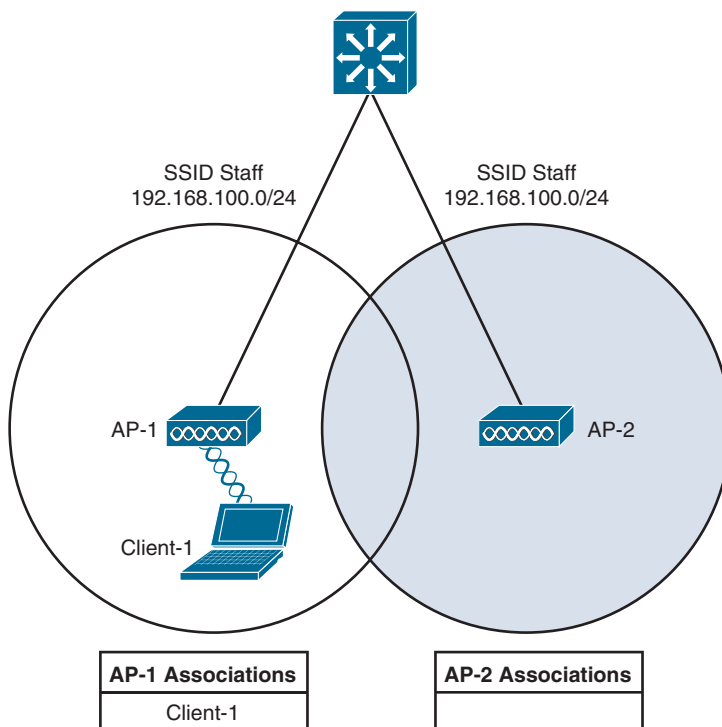 SSID Staff
192.168.100.0/24
SSID Staff
192.168.100.0/24
AP-1
AP-2
Client-1
AP-1 Associations
Client-1
AP-2 Associations